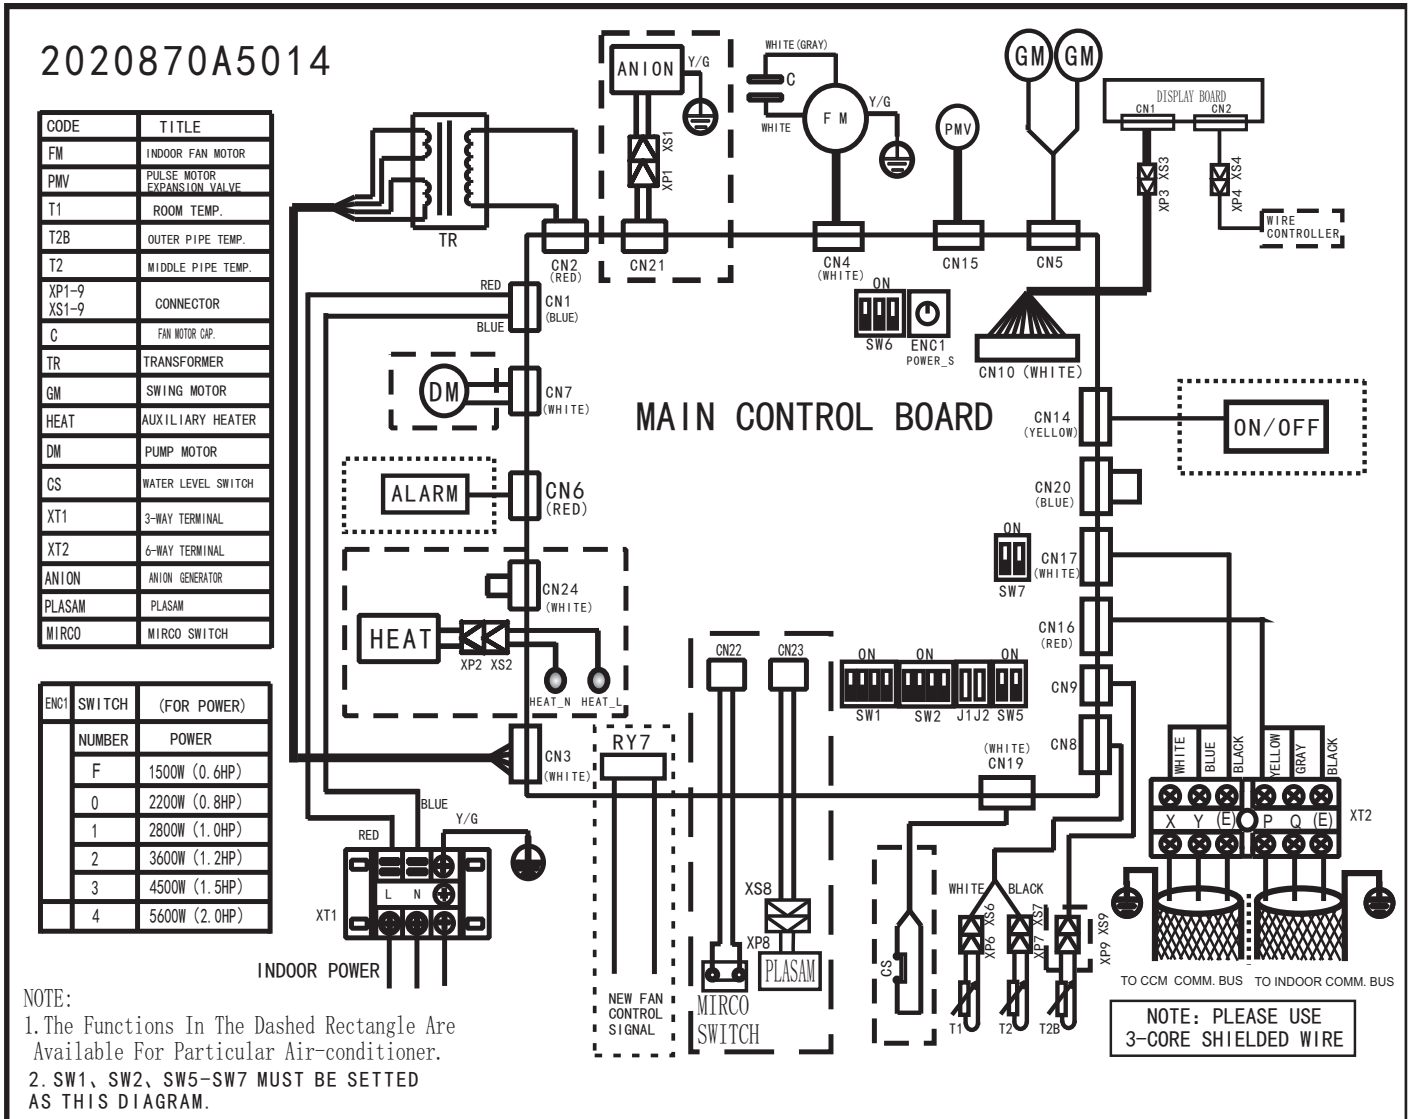 2020870A5014
CODE TITLE
FM INDOOR FAN MOTOR
PMV PULSE MOTOR
EXPANSION VALVE
T1 ROOM TEMP.
T2B OUTER PIPE TEMP.
T2 MIDDLE PIPE TEMP.
XP1-9
XS1-9
CONNECTOR
C FAN MOTOR CAP.
TR TRANSFORMER
GM SWING MOTOR
HEAT AUXILIARY HEATER
DM PUMP MOTOR
CS WATER LEVEL SWITCH
XT1 3-WAY TERMINAL
XT2 6-WAY TERMINAL
ANION ANION GENERATOR
PLASAM PLASAM
MIRCO MIRCO SWITCH
ENC1 SWITCH (FOR POWER)
NUMBER POWER
F 1500W (0.6HP)
0 2200W (0.8HP)
1 2800W (1.0HP)
2 3600W (1.2HP)
3 4500W (1.5HP)
4 5600W (2.0HP)
TR
ANION
Y/G
XS1
XP1
WHITE(GRAY)
C
WHITE
F M
Y/G
PMV
GM
GM
DISPLAY BOARD
CN1
CN2
XS3
XP3
XS4
XP4
WIRE
CONTROLLER
CN2
(RED)
CN21
CN4
(WHITE)
CN15
CN5
RED
CN1
(BLUE)
BLUE
ON
SW6
ENC1
POWER_S
CN10 (WHITE)
DM
CN7
(WHITE)
MAIN CONTROL BOARD
CN14
(YELLOW)
ON/OFF
ALARM
CN6
(RED)
CN20
(BLUE)
ON
SW7
CN17
(WHITE)
CN24
(WHITE)
HEAT
XP2
XS2
HEAT_N
HEAT_L
CN16
(RED)
CN22
CN23
ON
SW1
ON
SW2
J1J2
ON
SW5
CN9
CN8
CN3
(WHITE)
RY7
(WHITE)
CN19
RED
BLUE
Y/G
L
N
XT1
INDOOR POWER
NEW FAN
CONTROL
SIGNAL
XS8
XP8
MIRCO
SWITCH
PLASAM
CS
WHITE
BLACK
XS6
XP6
XS7
XP7
XS9
XP9
T1
T2
T2B
WHITE
BLUE
BLACK
YELLOW
GRAY
BLACK
X Y (E) P Q (E)
XT2
TO CCM COMM. BUS
TO INDOOR COMM. BUS
NOTE: PLEASE USE
3-CORE SHIELDED WIRE
NOTE:
1.The Functions In The Dashed Rectangle Are
Available For Particular Air-conditioner.
2. SW1、SW2、SW5-SW7 MUST BE SETTED
AS THIS DIAGRAM.